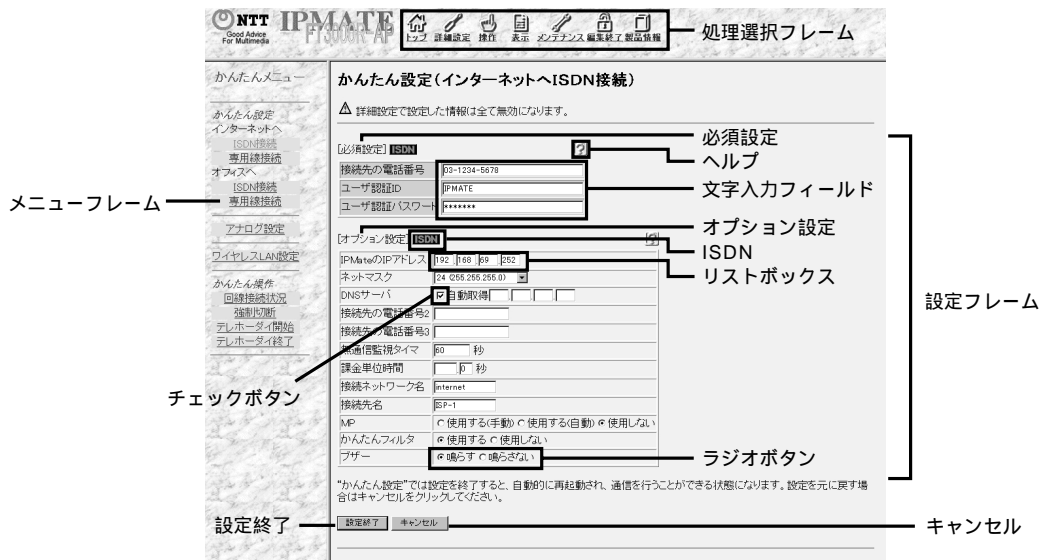 NTT
Good Advice
For Multimedia
IPMATE
FT3000R-AP
トップ 詳細設定 操作 表示 メンテナンス 編集終了 製品情報
処理選択フレーム
かんたんメニュー
かんたん設定
インターネットへ
ISDN接続
専用線接続
オフィスへ
ISDN接続
専用線接続
アナログ設定
ワイヤレスLAN設定
かんたん操作
回線接続状況
強制切断
テレホーダイ開始
テレホーダイ終了
メニューフレーム
かんたん設定(インターネットへISDN接続)
詳細設定で設定した情報は全て無効になります。
必須設定
[必須設定] ISDN ?
ヘルプ
接続先の電話番号 03-1234-5678
ユーザ認証ID IPMATE
文字入力フィールド
ユーザ認証パスワード *******
オプション設定
[オプション設定] ISDN ?
ISDN
IPMateのIPアドレス 192 .168 .69 .252
リストボックス
ネットマスク 24 (255.255.255.0)
DNSサーバ 自動取得
接続先の電話番号2
接続先の電話番号3
無通信監視タイマ 60 秒
課金単位時間 . 0 秒
接続ネットワーク名 internet
接続先名 ISP-1
MP 使用する(手動) 使用する(自動) 使用しない
かんたんフィルタ 使用する 使用しない
ブザー 鳴らす 鳴らさない
チェックボタン
ラジオボタン
設定フレーム
"かんたん設定"では設定を終了すると、自動的に再起動され、通信を行うことができる状態になります。設定を元に戻す場
合はキャンセルをクリックしてください。
設定終了 キャンセル
設定終了
キャンセル